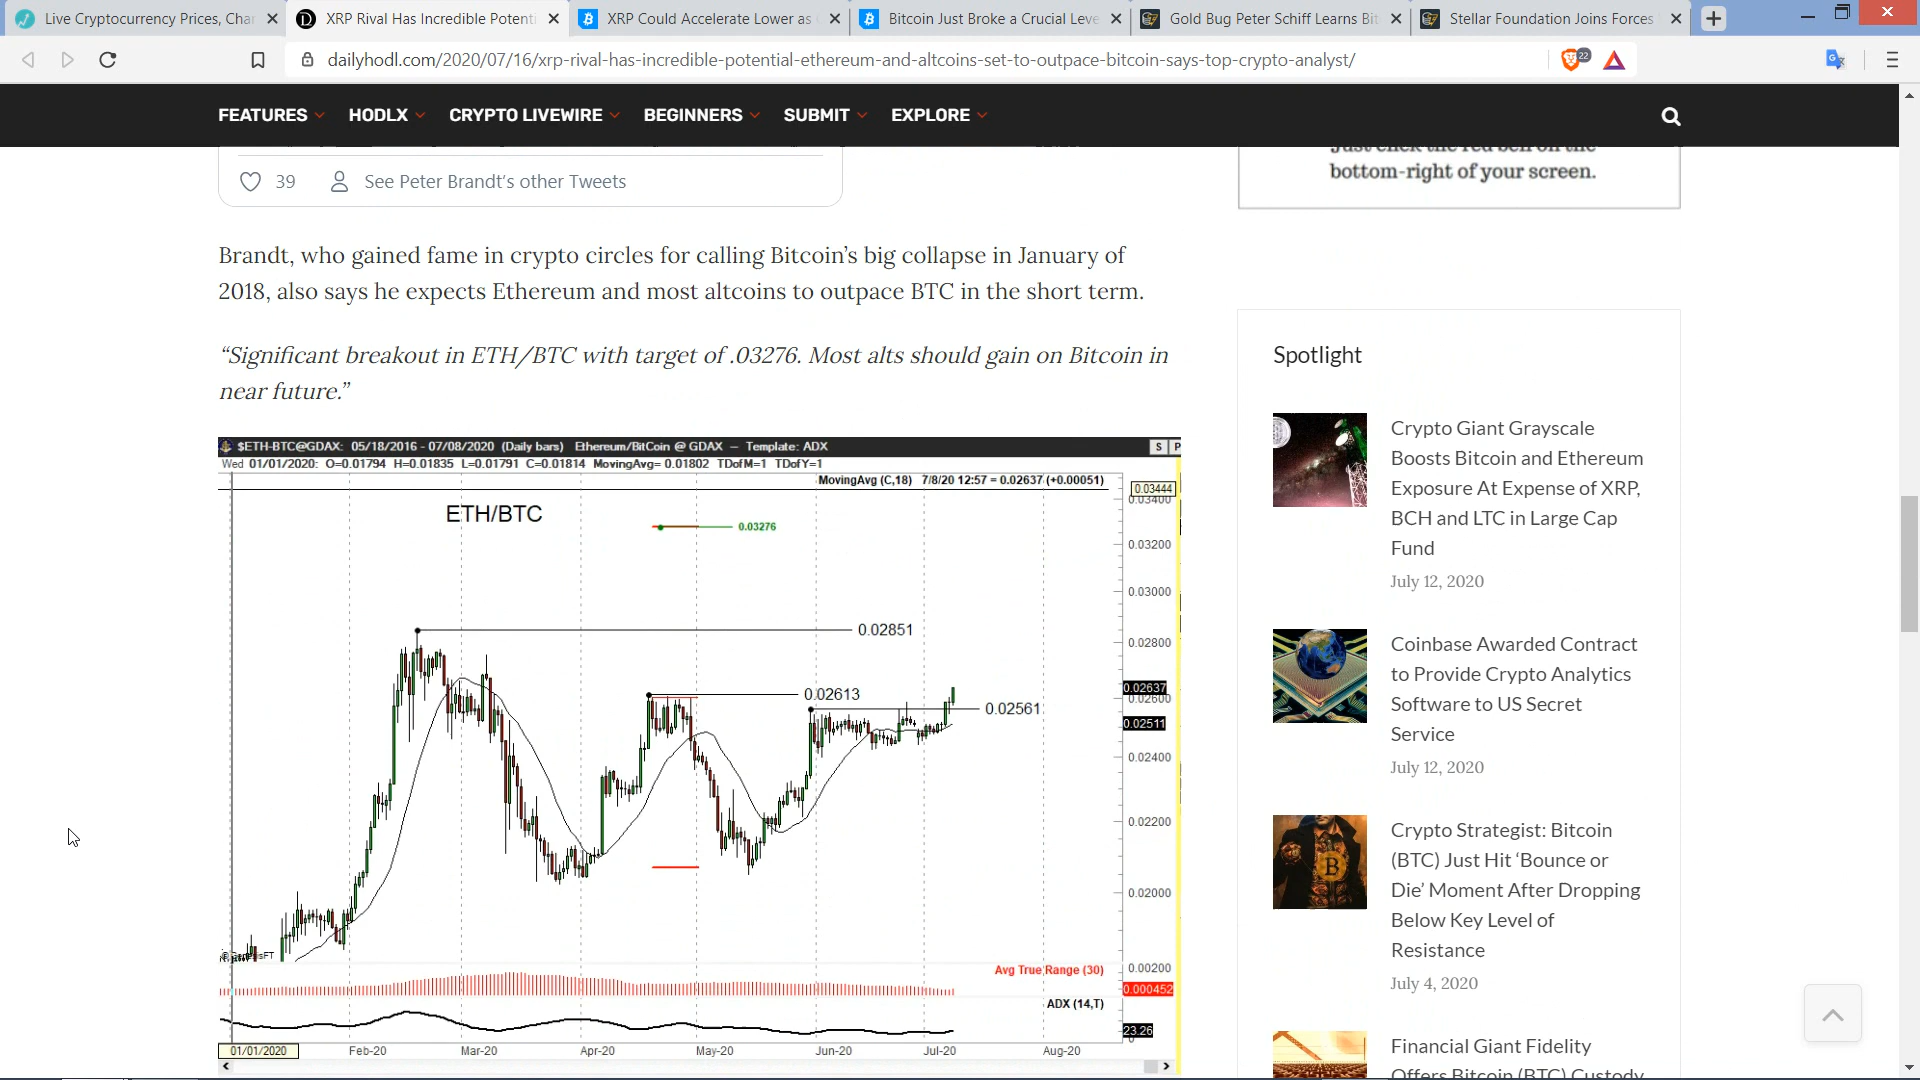 Live Cryptocurrency Prices, Char
XRP Rival Has Incredible Potenti
XRP Could Accelerate Lower as
Bitcoin Just Broke a Crucial Leve
Gold Bug Peter Schiff Learns Bit
Stellar Foundation Joins Forces
dailyhodl.com/2020/07/16/xrp-rival-has-incredible-potential-ethereum-and-altcoins-set-to-outpace-bitcoin-says-top-crypto-analyst/
22
FEATURES HODLX CRYPTO LIVEWIRE BEGINNERS SUBMIT EXPLORE
Just click the red bell on the
bottom-right of your screen.
39 See Peter Brandt's other Tweets
Brandt, who gained fame in crypto circles for calling Bitcoin’s big collapse in January of
2018, also says he expects Ethereum and most altcoins to outpace BTC in the short term.
“Significant breakout in ETH/BTC with target of .03276. Most alts should gain on Bitcoin in
near future.”
$ETH-BTC@GDAX: 05/18/2016 - 07/08/2020 (Daily bars) Ethereum/BitCoin @ GDAX — Template: ADX
S P
Wed 01/01/2020: O=0.01794 H=0.01835 L=0.01791 C=0.01814 MovingAvg= 0.01802 TDofM=1 TDofY=1
MovingAvg (C,18) 7/8/20 12:57 = 0.02637 (+0.00051)
0.03444
0.03400
ETH/BTC
0.03276
0.03200
0.03000
0.02851
0.02800
0.02613
0.02637
0.02600
0.02561
0.02511
0.02400
0.02200
0.02000
Avg True Range (30)
0.00200
0.000452
ADX (14,T)
23.26
0
01/01/2020 Feb-20 Mar-20 Apr-20 May-20 Jun-20 Jul-20 Aug-20
Spotlight
Crypto Giant Grayscale
Boosts Bitcoin and Ethereum
Exposure At Expense of XRP,
BCH and LTC in Large Cap
Fund
July 12, 2020
Coinbase Awarded Contract
to Provide Crypto Analytics
Software to US Secret
Service
July 12, 2020
Crypto Strategist: Bitcoin
(BTC) Just Hit ‘Bounce or
Die’ Moment After Dropping
Below Key Level of
Resistance
July 4, 2020
Financial Giant Fidelity
Offers Bitcoin (BTC) Custody